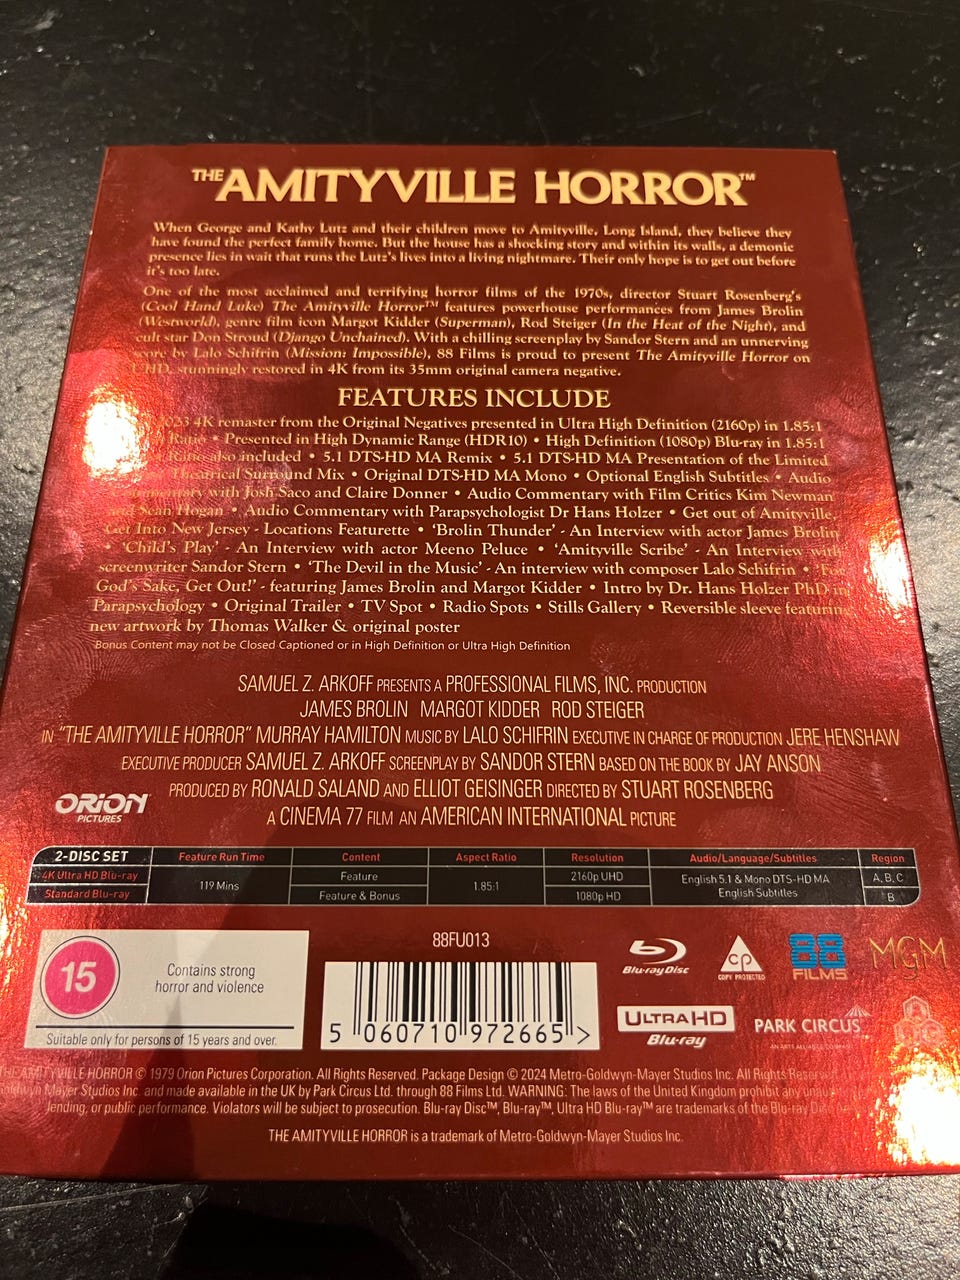 THE AMITYVILLE HORROR™
When George and Kathy Lutz and their children move to Amityville, Long Island, they believe they
have found the perfect family home. But the house has a shocking story and within its walls, a demonic
presence lies in wait that runs the Lutz's lives into a living nightmare. Their only hope is to get out before
it's too late.
One of the most acclaimed and terrifying horror films of the 1970s, director Stuart Rosenberg's
(Cool Hand Luke) The Amityville Horror™ features powerhouse performances from James Brolin
(Westworld), genre film icon Margot Kidder (Superman), Rod Steiger (In the Heat of the Night), and
cult star Don Stroud (Django Unchained). With a chilling screenplay by Sandor Stern and an unnerving
score by Lalo Schifrin (Mission: Impossible), 88 Films is proud to present The Amityville Horror on
UHD, stunningly restored in 4K from its 35mm original camera negative.
FEATURES INCLUDE
2023 4K remaster from the Original Negatives presented in Ultra High Definition (2160p) in 1.85:1
Ratio • Presented in High Dynamic Range (HDR10) • High Definition (1080p) Blu-ray in 1.85:1
Ratio also included • 5.1 DTS-HD MA Remix • 5.1 DTS-HD MA Presentation of the Limited
Theatrical Surround Mix • Original DTS-HD MA Mono • Optional English Subtitles • Audio
Commentary with Josh Saco and Claire Donner • Audio Commentary with Film Critics Kim Newman
and Sean Hogan • Audio Commentary with Parapsychologist Dr Hans Holzer • Get out of Amityville,
Get Into New Jersey - Locations Featurette • 'Brolin Thunder' - An Interview with actor James Brolin
• 'Child's Play' - An Interview with actor Meeno Peluce • 'Amityville Scribe' - An Interview with
screenwriter Sandor Stern • 'The Devil in the Music' - An interview with composer Lalo Schifrin • 'For
God's Sake, Get Out!' - featuring James Brolin and Margot Kidder • Intro by Dr. Hans Holzer PhD in
Parapsychology • Original Trailer • TV Spot • Radio Spots • Stills Gallery • Reversible sleeve featuring
new artwork by Thomas Walker & original poster
Bonus Content may not be Closed Captioned or in High Definition or Ultra High Definition
SAMUEL Z. ARKOFF PRESENTS A PROFESSIONAL FILMS, INC. PRODUCTION
JAMES BROLIN MARGOT KIDDER ROD STEIGER
IN "THE AMITYVILLE HORROR" MURRAY HAMILTON MUSIC BY LALO SCHIFRIN EXECUTIVE IN CHARGE OF PRODUCTION JERE HENSHAW
EXECUTIVE PRODUCER SAMUEL Z. ARKOFF SCREENPLAY BY SANDOR STERN BASED ON THE BOOK BY JAY ANSON
PRODUCED BY RONALD SALAND AND ELLIOT GEISINGER DIRECTED BY STUART ROSENBERG
A CINEMA 77 FILM AN AMERICAN INTERNATIONAL PICTURE
ORION
PICTURES
2-DISC SET Feature Run Time Content Aspect Ratio Resolution Audio/Language/Subtitles Region
4K Ultra HD Blu-ray 119 Mins Feature 1.85:1 2160p UHD English 5.1 & Mono DTS-HD MA A, B, C
Standard Blu-ray Feature & Bonus 1080p HD English Subtitles B
88FU013
15
Contains strong
horror and violence
Suitable only for persons of 15 years and over.
5 060710 972665 >
Blu-ray Disc
cp
COPY PROTECTED
88
FILMS
MGM
ULTRA HD
Blu-ray
PARK CIRCUS
AN ARTS ALLIANCE COMPANY
THE AMITYVILLE HORROR © 1979 Orion Pictures Corporation. All Rights Reserved. Package Design © 2024 Metro-Goldwyn-Mayer Studios Inc. All Rights Reserved.
Goldwyn-Mayer Studios Inc. and made available in the UK by Park Circus Ltd. through 88 Films Ltd. WARNING: The laws of the United Kingdom prohibit any
lending, or public performance. Violators will be subject to prosecution. Blu-ray Disc™, Blu-ray™, Ultra HD Blu-ray™ are trademarks of the Blu-ray Disc
THE AMITYVILLE HORROR is a trademark of Metro-Goldwyn-Mayer Studios Inc.